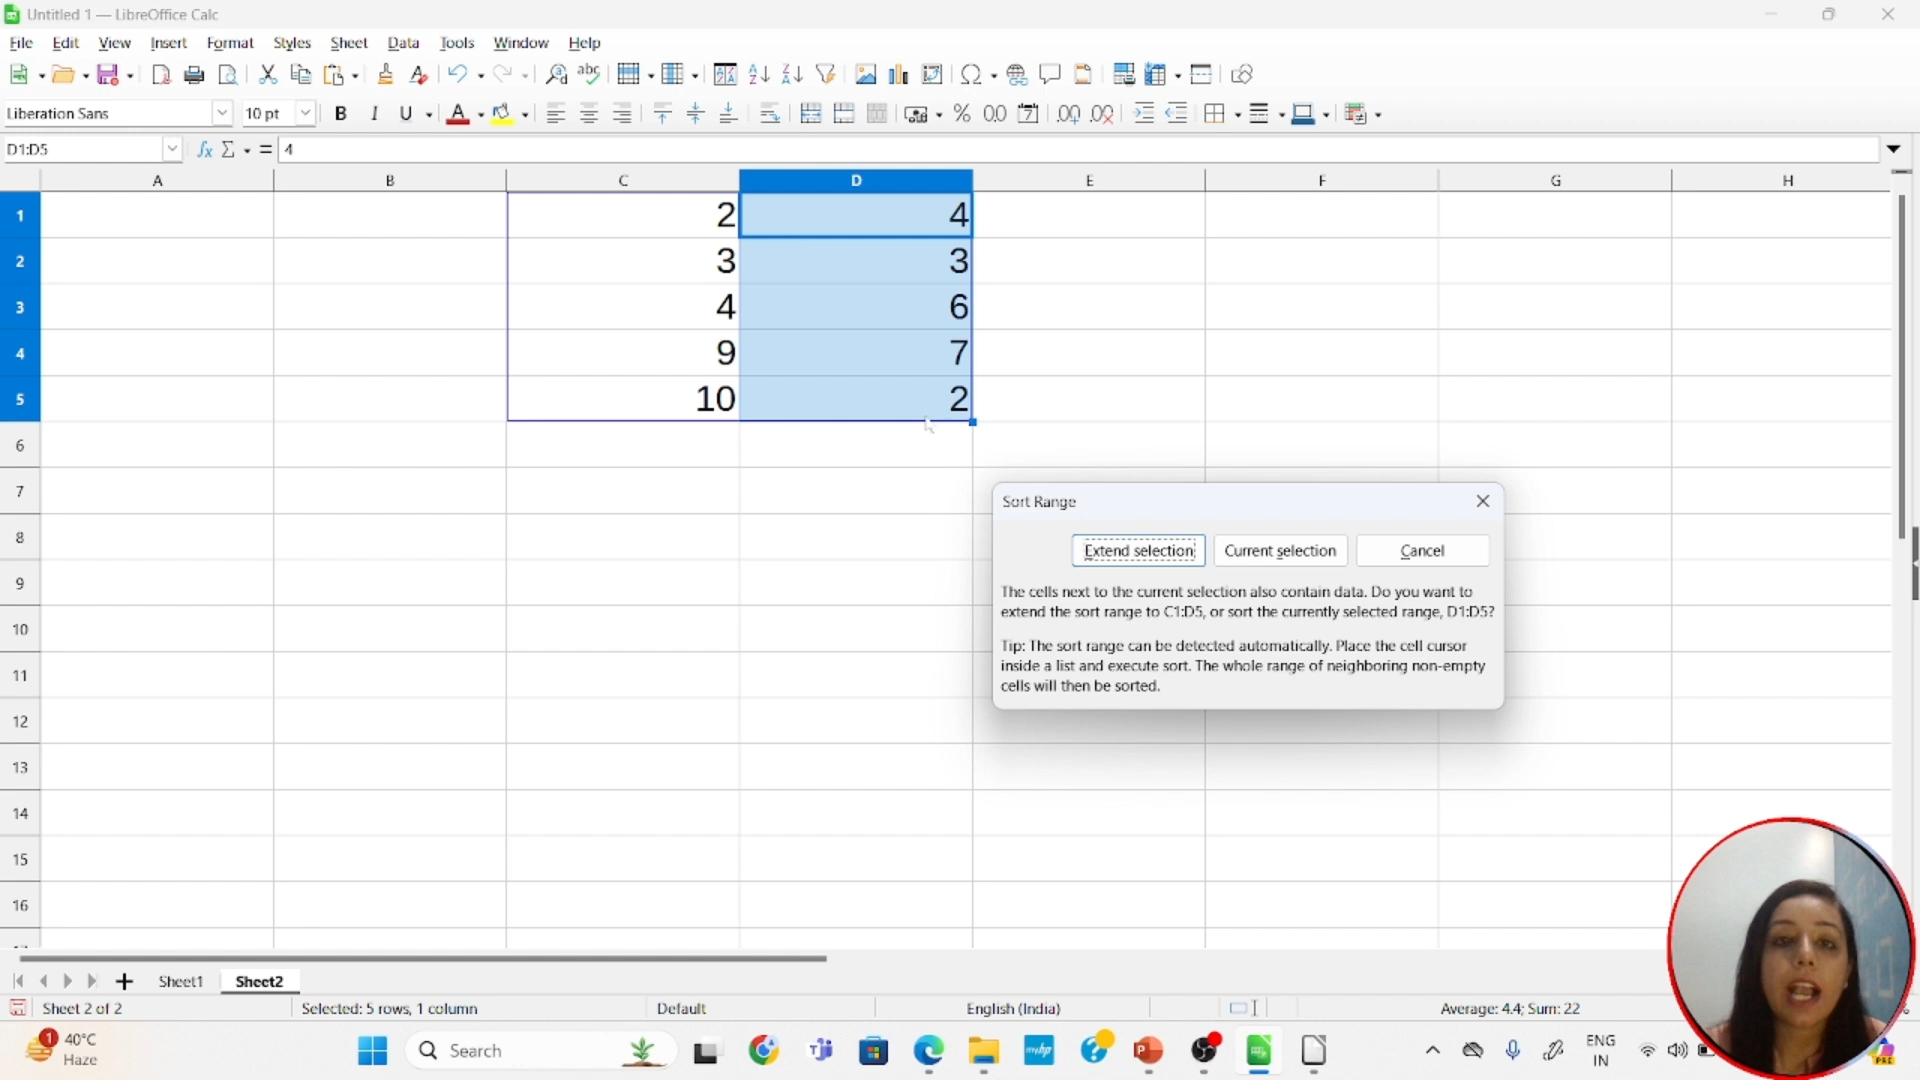 Untitled 1 — LibreOffice Calc
File Edit View Insert Format Styles Sheet Data Tools Window Help
Liberation Sans 10 pt B I U A % 0.0
D1:D5 fx Σ = 4
A B C D E F G H
1 2 4
2 3 3
3 4 6
4 9 7
5 10 2
6
7
8
9
10
11
12
13
14
15
16
Sort Range
Extend selection Current selection Cancel
The cells next to the current selection also contain data. Do you want to
extend the sort range to C1:D5, or sort the currently selected range, D1:D5?
Tip: The sort range can be detected automatically. Place the cell cursor
inside a list and execute sort. The whole range of neighboring non-empty
cells will then be sorted.
Sheet1 Sheet2
Sheet 2 of 2 Selected: 5 rows, 1 column Default English (India) Average: 4.4; Sum: 22
1 40°C
Haze
Search
myhp
ENG
IN
PRE